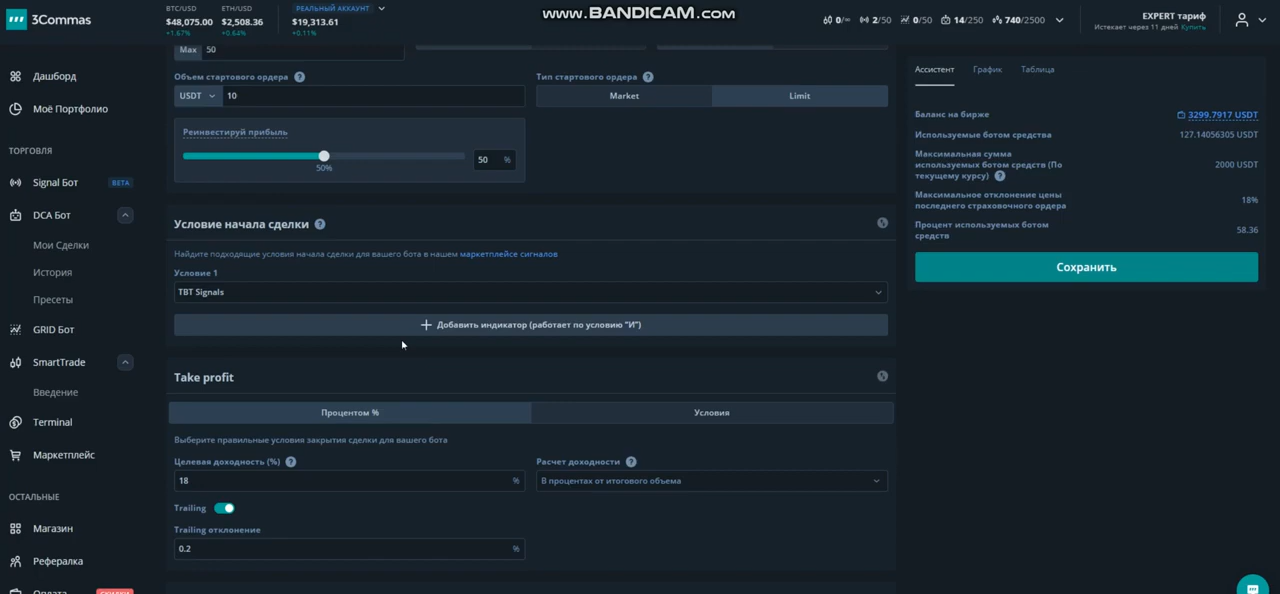 3Commas
BTC/USD
$48,075.00
+1.67%
ETH/USD
$2,508.36
+0.64%
РЕАЛЬНЫЙ АККАУНТ
$19,313.61
+0.11%
www.BANDICAM.com
0/∞
2/50
0/50
14/250
740/2500
EXPERT тариф
Истекает через 11 дней Купить
Дашборд
Моё Портфолио
ТОРГОВЛЯ
Signal Бот BETA
DCA Бот
Мои Сделки
История
Пресеты
GRID Бот
SmartTrade
Введение
Terminal
Маркетплейс
ОСТАЛЬНЫЕ
Магазин
Рефералка
Оплата СКИДКИ
Max 50
Объем стартового ордера ?
USDT 10
Тип стартового ордера ?
Market Limit
Реинвестируй прибыль
50%
50 %
Условие начала сделки ?
Найдите подходящие условия начала сделки для вашего бота в нашем маркетплейсе сигналов
Условие 1
TBT Signals
+ Добавить индикатор (работает по условию "И")
Take profit
Процентом % Условия
Выберите правильные условия закрытия сделки для вашего бота
Целевая доходность (%) ?
18 %
Расчет доходности ?
В процентах от итогового объема
Trailing
Trailing отклонение
0.2 %
Ассистент График Таблица
Баланс на бирже 3299.7917 USDT
Используемые ботом средства 127.14056305 USDT
Максимальная сумма
используемых ботом средств (По
текущему курсу) ?
2000 USDT
Максимальное отклонение цены
последнего страховочного ордера
18%
Процент используемых ботом
средств
58.36
Сохранить